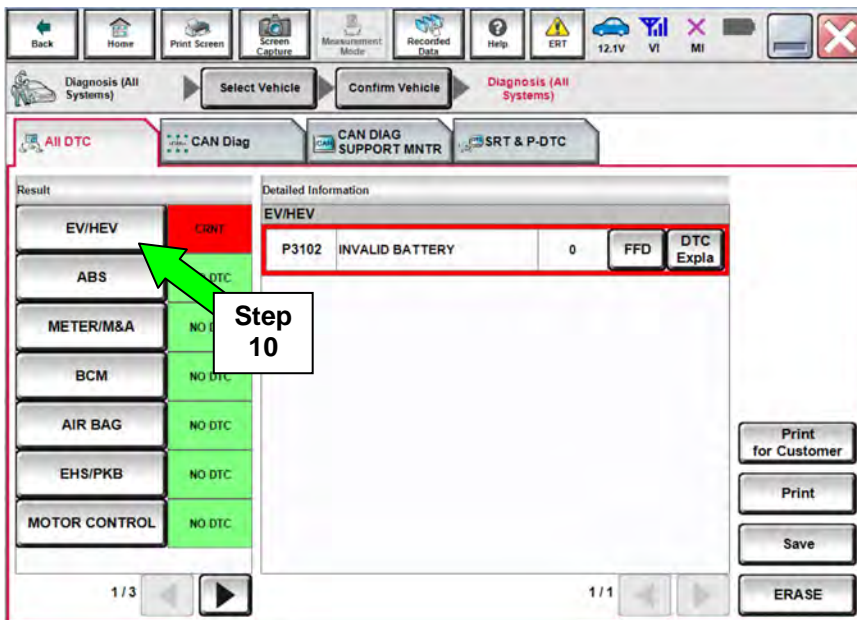 Back
Home
Print Screen
Screen
Capture
Measurement
Mode
Recorded
Data
Help
ERT
12.1V
VI
MI
Diagnosis (All
Systems)
Select Vehicle
Confirm Vehicle
Diagnosis (All
Systems)
All DTC
CAN Diag
CAN
CAN DIAG
SUPPORT MNTR
SRT & P-DTC
Result
Detailed Information
EV/HEV
CRNT
EV/HEV
P3102
INVALID BATTERY
0
FFD
DTC
Expla
ABS
DTC
Step
10
METER/M&A
NO
BCM
NO DTC
AIR BAG
NO DTC
EHS/PKB
NO DTC
MOTOR CONTROL
NO DTC
Print
for Customer
Print
Save
1/3
1/1
ERASE